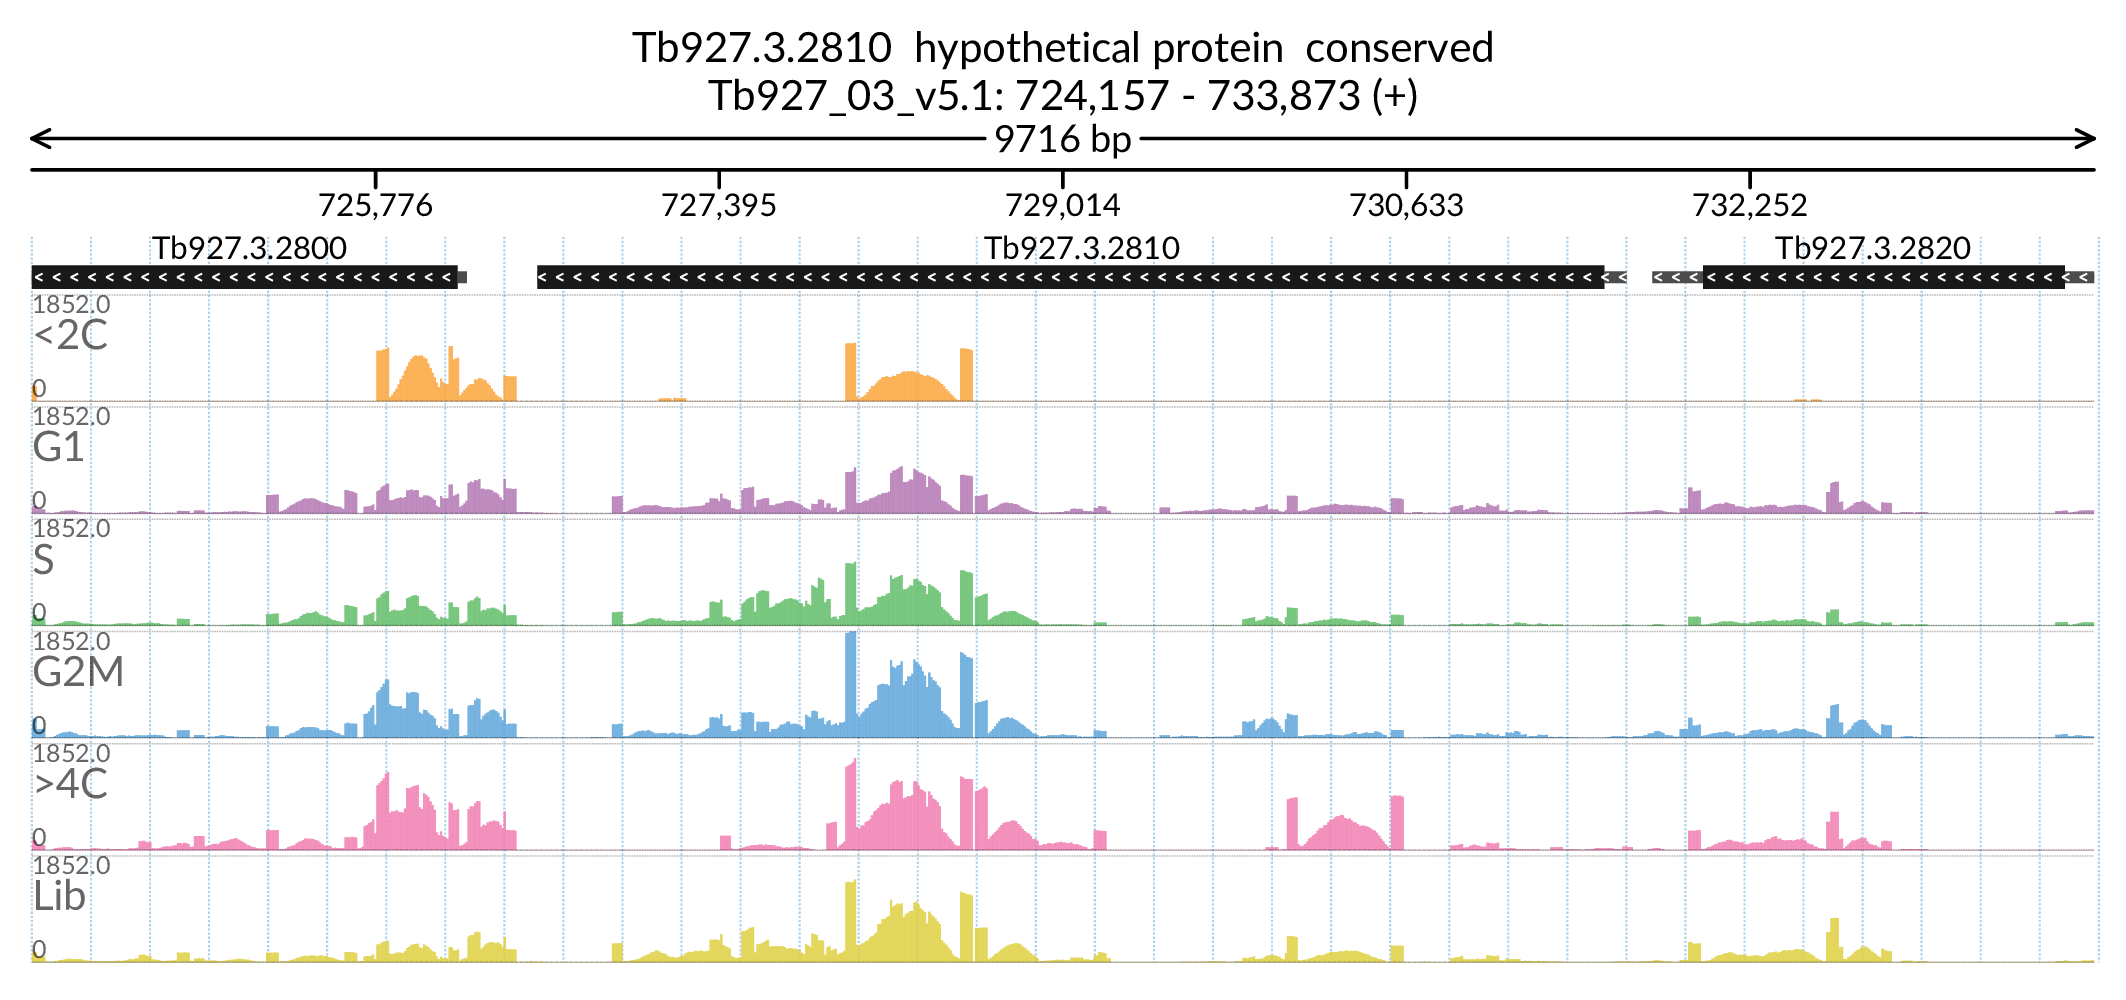 Tb927.3.2810  hypothetical protein  conserved
Tb927_03_v5.1: 724,157 - 733,873 (+)
9716 bp
725,776 727,395 729,014 730,633 732,252
Tb927.3.2800 Tb927.3.2810 Tb927.3.2820
1852.0
<2C
0
1852.0
G1
0
1852.0
S
0
1852.0
G2M
0
1852.0
>4C
0
1852.0
Lib
0